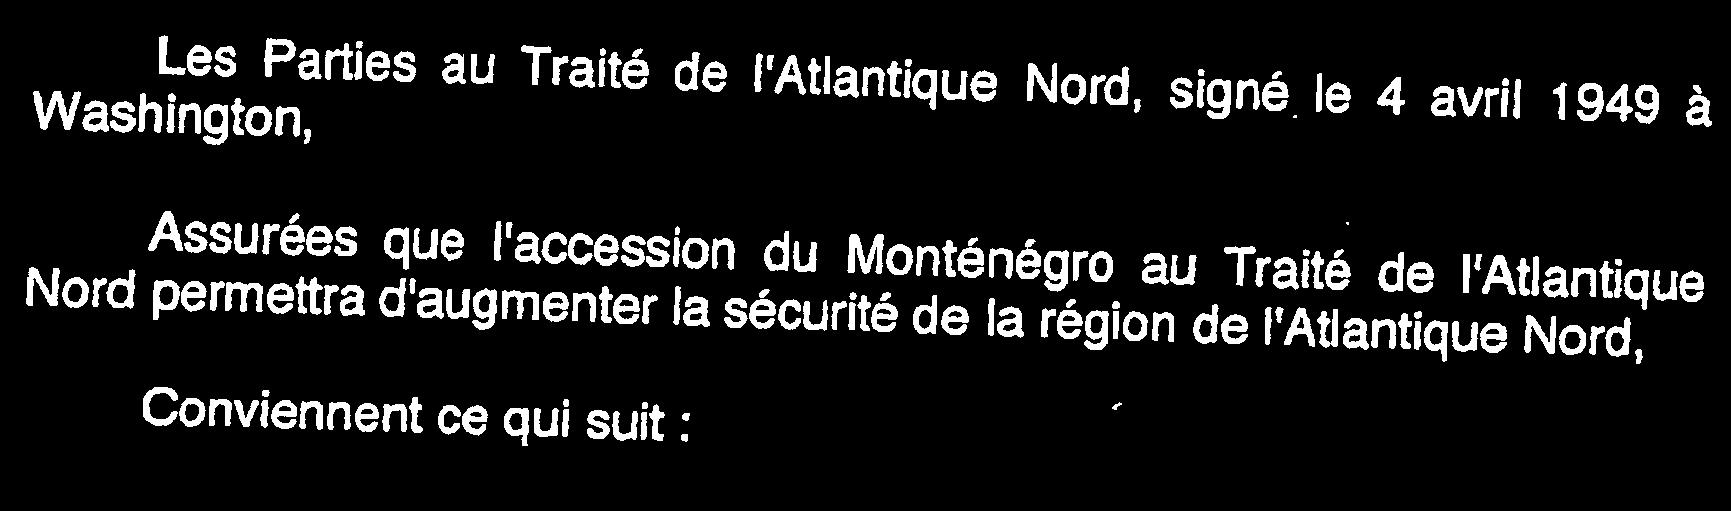 Les Parties au Traité de l'Atlantique Nord, signé le 4 avril 1949 à
Washington,
Assurées que l'accession du Monténégro au Traité de l'Atlantique
Nord permettra d'augmenter la sécurité de la région de l'Atlantique Nord,
Conviennent ce qui suit :